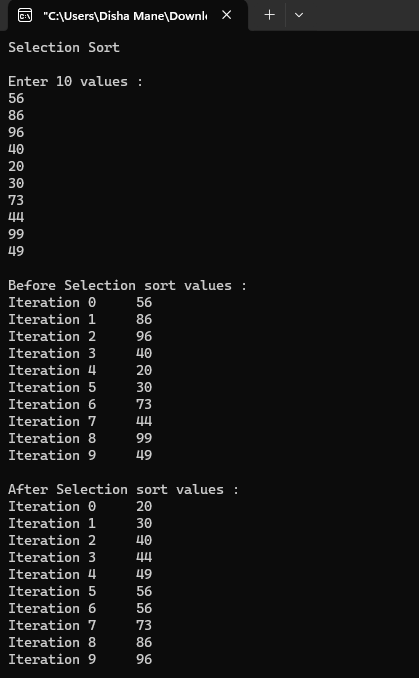 "C:\Users\Disha Mane\Downl
Selection Sort
Enter 10 values :
56
86
96
40
20
30
73
44
99
49
Before Selection sort values :
Iteration 0 56
Iteration 1 86
Iteration 2 96
Iteration 3 40
Iteration 4 20
Iteration 5 30
Iteration 6 73
Iteration 7 44
Iteration 8 99
Iteration 9 49
After Selection sort values :
Iteration 0 20
Iteration 1 30
Iteration 2 40
Iteration 3 44
Iteration 4 49
Iteration 5 56
Iteration 6 56
Iteration 7 73
Iteration 8 86
Iteration 9 96